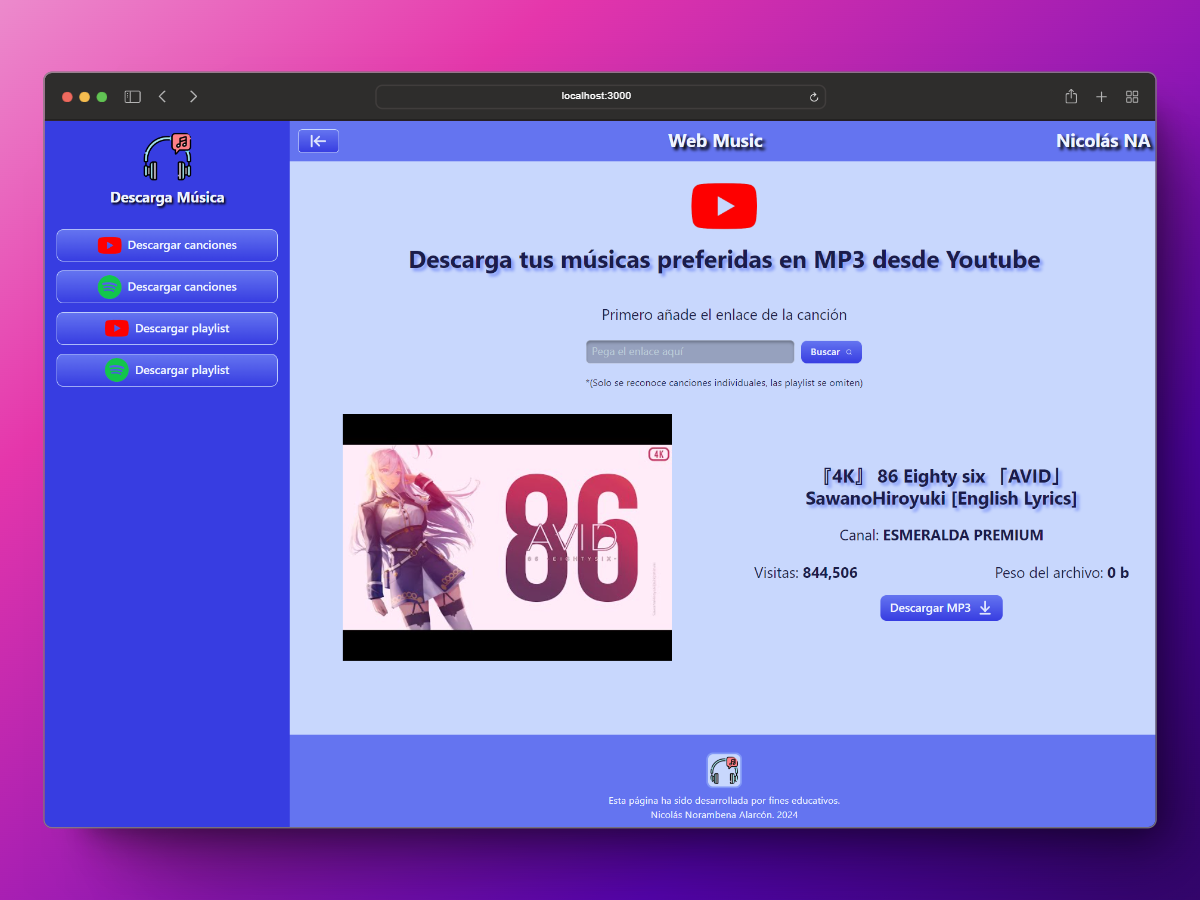 localhost:3000
Descarga Música
Descargar canciones
Descargar canciones
Descargar playlist
Descargar playlist
Web Music
Nicolás NA
Descarga tus músicas preferidas en MP3 desde Youtube
Primero añade el enlace de la canción
Pega el enlace aquí
Buscar
*(Solo se reconoce canciones individuales, las playlist se omiten)
4K
86
AVID
86 - EIGHTYSIX-
『4K』 86 Eighty six 「AVID」
SawanoHiroyuki [English Lyrics]
Canal: ESMERALDA PREMIUM
Visitas: 844,506
Peso del archivo: 0 b
Descargar MP3
Esta página ha sido desarrollada por fines educativos.
Nicolás Norambena Alarcón. 2024